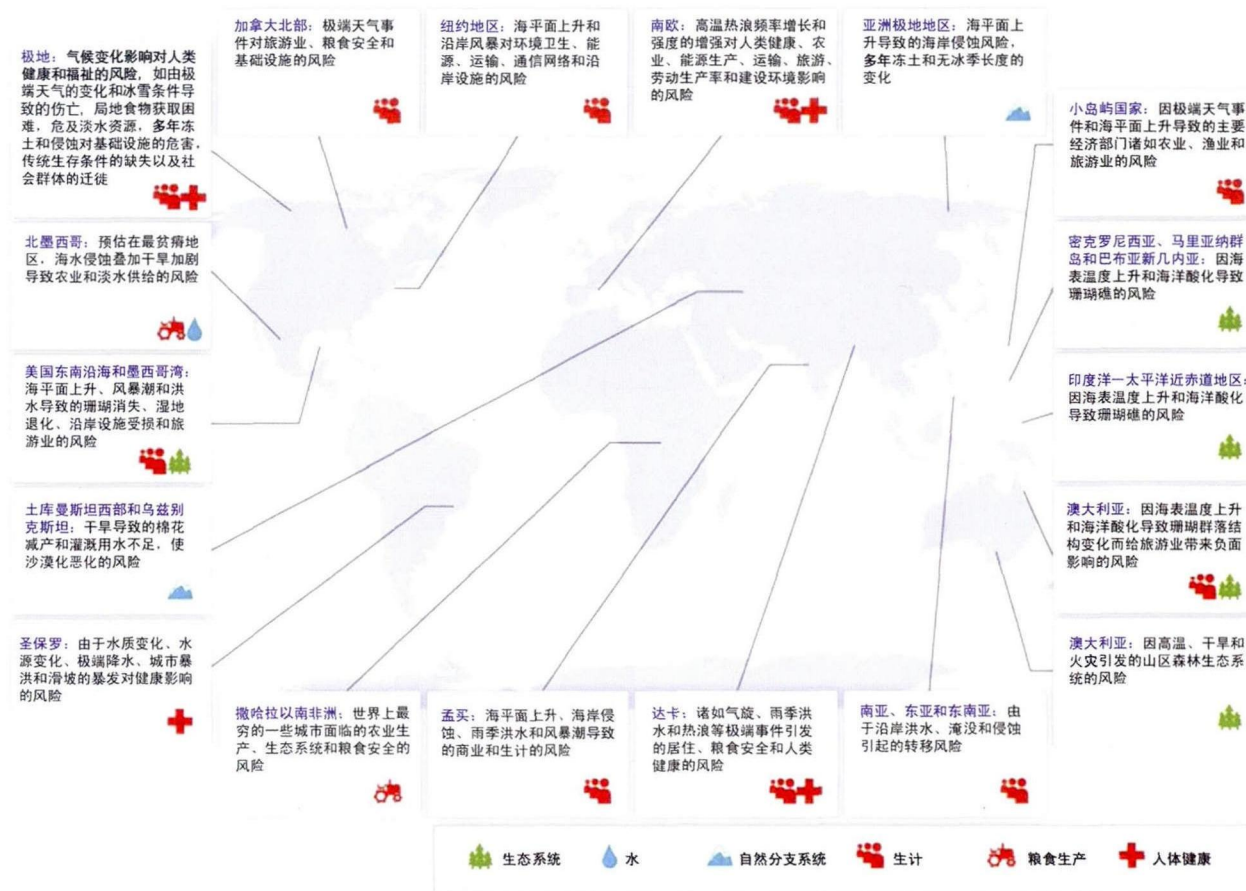 极地：气候变化影响对人类
健康和福祉的风险，如由极
端天气的变化和冰雪条件导
致的伤亡，局地食物获取困
难，危及淡水资源，多年冻
土和侵蚀对基础设施的危害，
传统生存条件的缺失以及社
会群体的迁徙
加拿大北部：极端天气事
件对旅游业、粮食安全和
基础设施的风险
纽约地区：海平面上升和
沿岸风暴对环境卫生、能
源、运输、通信网络和沿
岸设施的风险
南欧：高温热浪频率增长和
强度的增强对人类健康、农
业、能源生产、运输、旅游、
劳动生产率和建设环境影响
的风险
亚洲极地地区：海平面上
升导致的海岸侵蚀风险，
多年冻土和无冰季长度的
变化
小岛屿国家：因极端天气事
件和海平面上升导致的主要
经济部门诸如农业、渔业和
旅游业的风险
北墨西哥：预估在最贫瘠地
区，海水侵蚀叠加干旱加剧
导致农业和淡水供给的风险
密克罗尼西亚、马里亚纳群
岛和巴布亚新几内亚：因海
表温度上升和海洋酸化导致
珊瑚礁的风险
美国东南沿海和墨西哥湾：
海平面上升、风暴潮和洪
水导致的珊瑚消失、湿地
退化、沿岸设施受损和旅
游业的风险
印度洋—太平洋近赤道地区：
因海表温度上升和海洋酸化
导致珊瑚礁的风险
土库曼斯坦西部和乌兹别
克斯坦：干旱导致的棉花
减产和灌溉用水不足，使
沙漠化恶化的风险
澳大利亚：因海表温度上升
和海洋酸化导致珊瑚群落结
构变化而给旅游业带来负面
影响的风险
圣保罗：由于水质变化、水
源变化、极端降水、城市暴
洪和滑坡的暴发对健康影响
的风险
澳大利亚：因高温、干旱和
火灾引发的山区森林生态系
统的风险
撒哈拉以南非洲：世界上最
穷的一些城市面临的农业生
产、生态系统和粮食安全的
风险
孟买：海平面上升、海岸侵
蚀、雨季洪水和风暴潮导致
的商业和生计的风险
达卡：诸如气旋、雨季洪
水和热浪等极端事件引发
的居住、粮食安全和人类
健康的风险
南亚、东亚和东南亚：由
于沿岸洪水、淹没和侵蚀
引起的转移风险
生态系统
水
自然分支系统
生计
粮食生产
人体健康